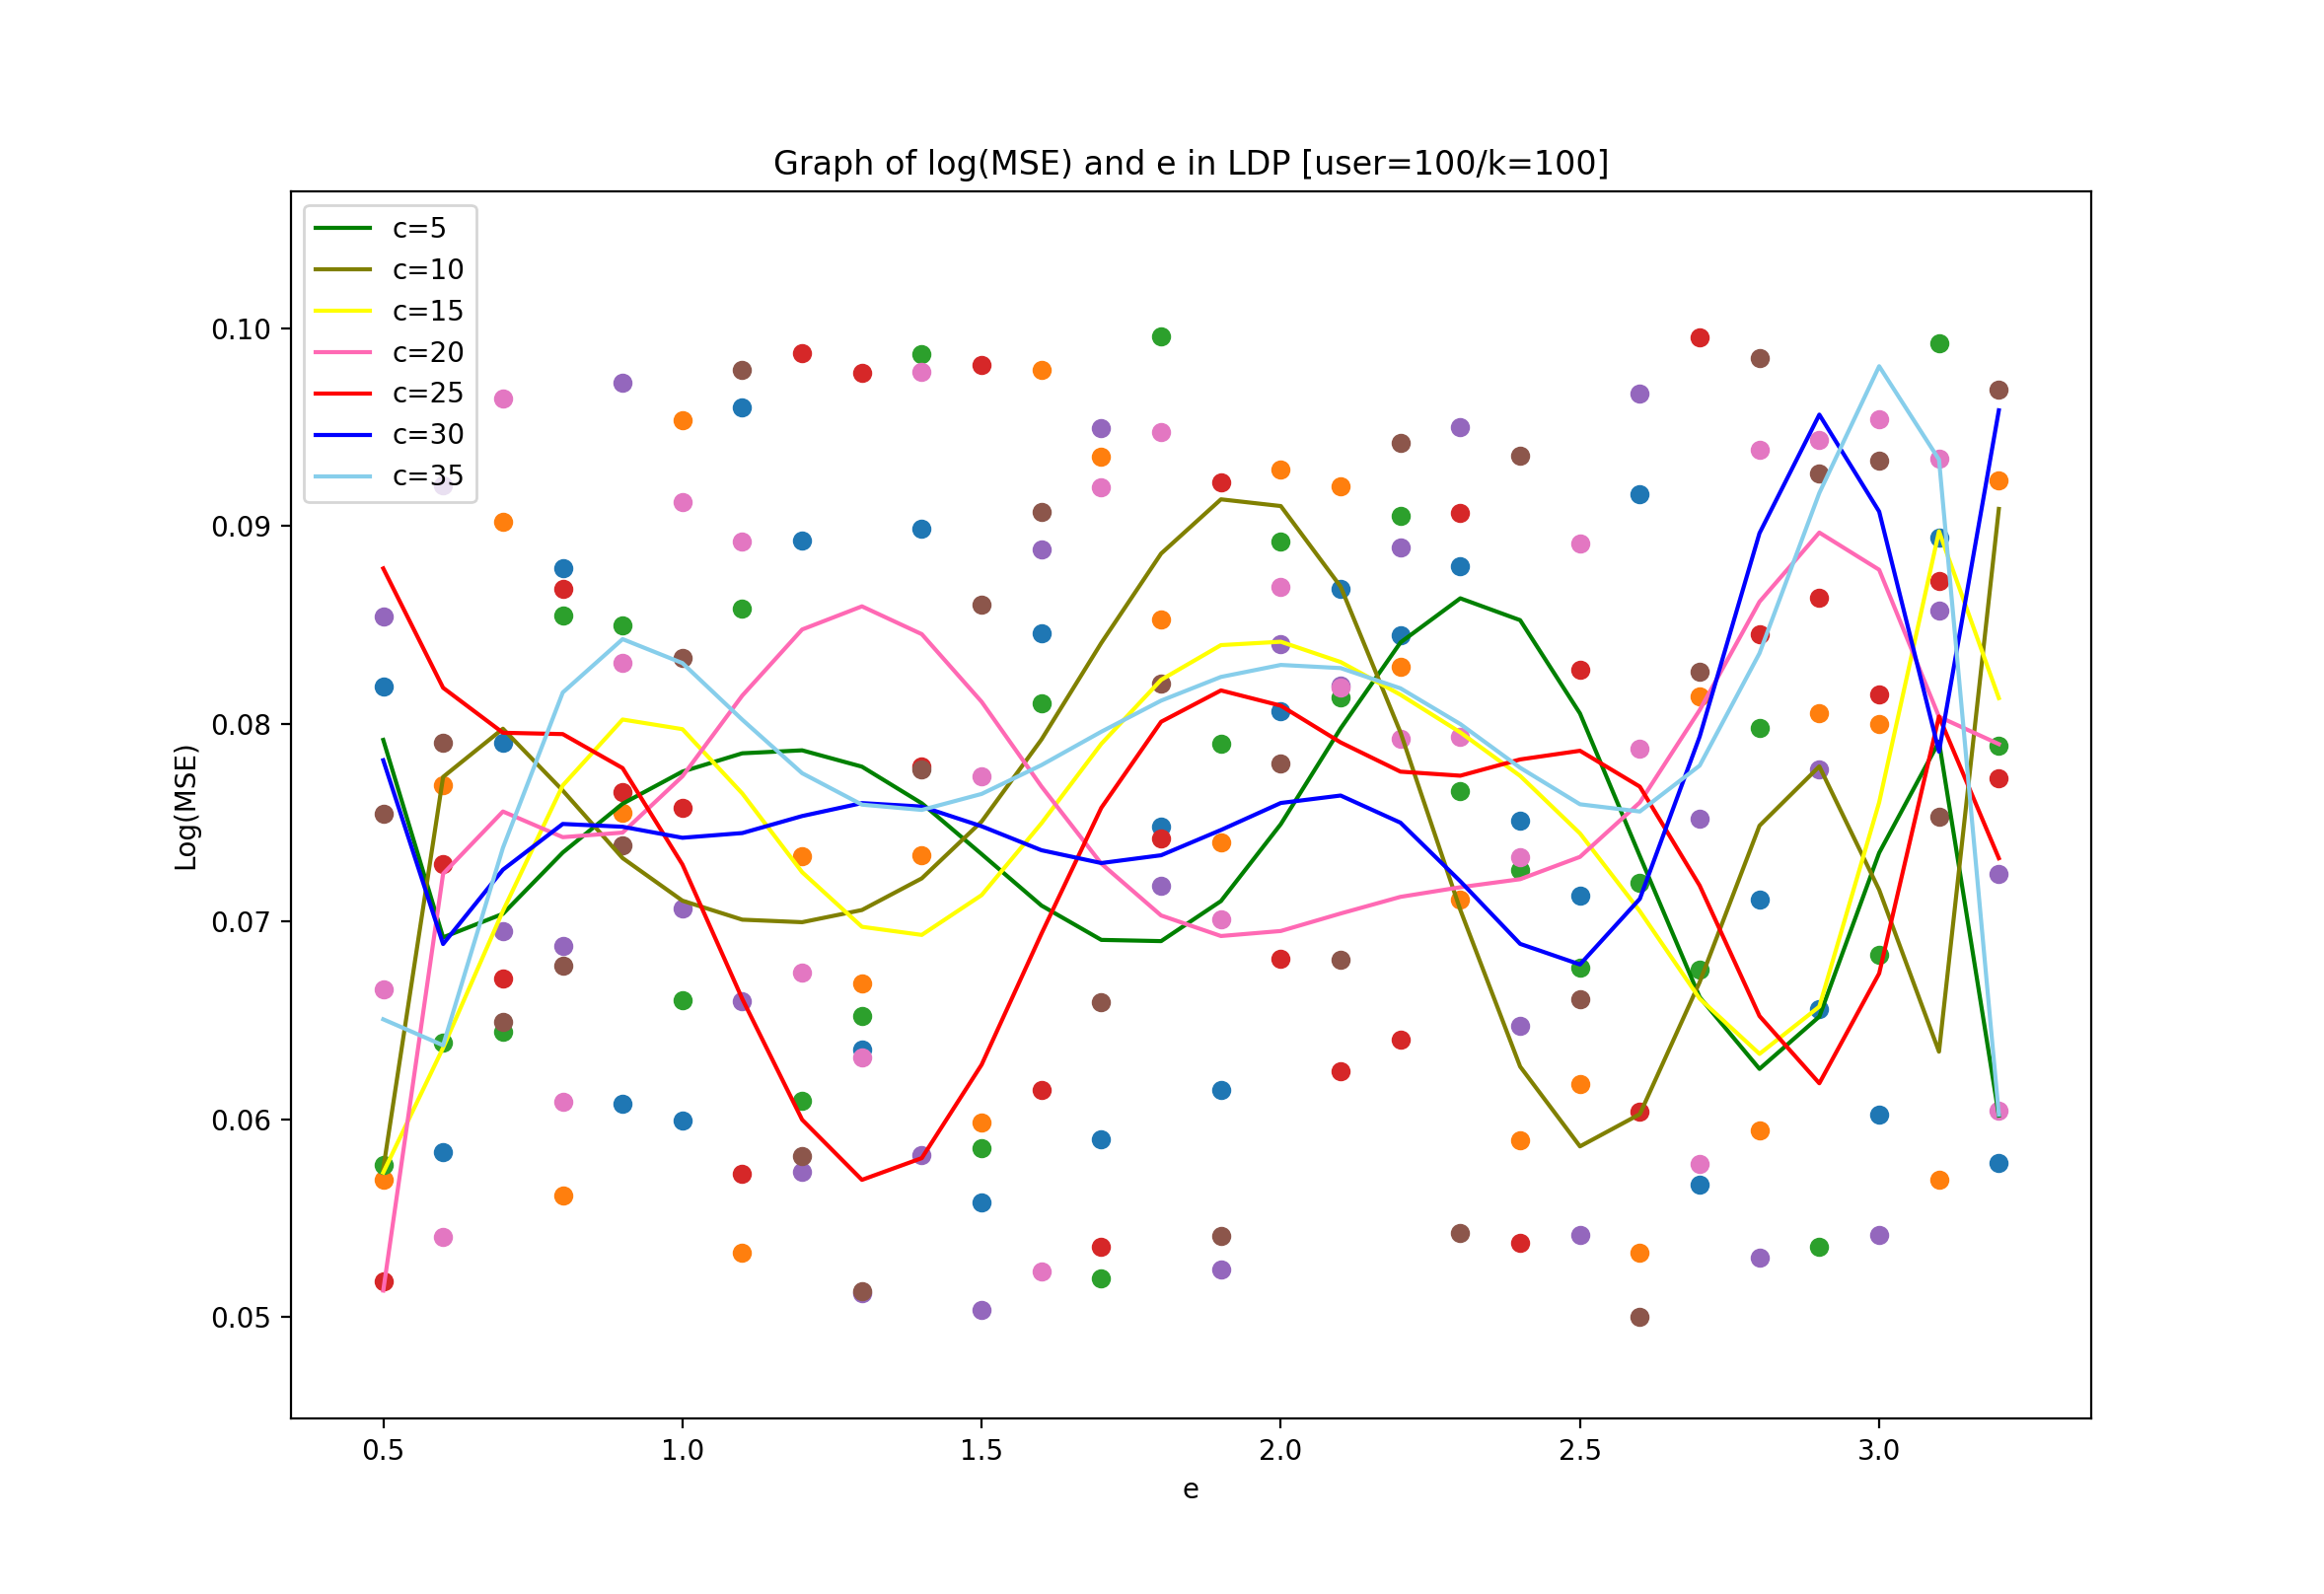 Graph of log(MSE) and e in LDP [user=100/k=100]
c=5
c=10
c=15
c=20
c=25
c=30
c=35
0.10
0.09
0.08
0.07
0.06
0.05
Log(MSE)
0.5 1.0 1.5 2.0 2.5 3.0
e